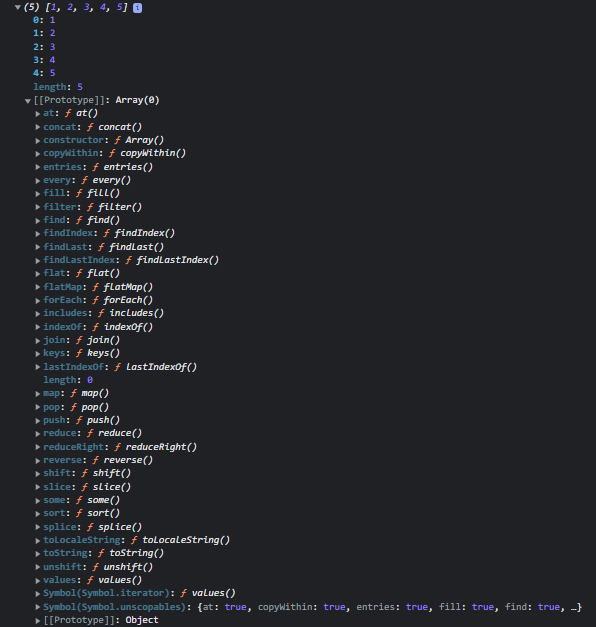 (5) [1, 2, 3, 4, 5] i
0: 1
1: 2
2: 3
3: 4
4: 5
length: 5
[[Prototype]]: Array(0)
at: ƒ at()
concat: ƒ concat()
constructor: ƒ Array()
copyWithin: ƒ copyWithin()
entries: ƒ entries()
every: ƒ every()
fill: ƒ fill()
filter: ƒ filter()
find: ƒ find()
findIndex: ƒ findIndex()
findLast: ƒ findLast()
findLastIndex: ƒ findLastIndex()
flat: ƒ flat()
flatMap: ƒ flatMap()
forEach: ƒ forEach()
includes: ƒ includes()
indexOf: ƒ indexOf()
join: ƒ join()
keys: ƒ keys()
lastIndexOf: ƒ lastIndexOf()
length: 0
map: ƒ map()
pop: ƒ pop()
push: ƒ push()
reduce: ƒ reduce()
reduceRight: ƒ reduceRight()
reverse: ƒ reverse()
shift: ƒ shift()
slice: ƒ slice()
some: ƒ some()
sort: ƒ sort()
splice: ƒ splice()
toLocaleString: ƒ toLocaleString()
toString: ƒ toString()
unshift: ƒ unshift()
values: ƒ values()
Symbol(Symbol.iterator): ƒ values()
Symbol(Symbol.unscopables): {at: true, copyWithin: true, entries: true, fill: true, find: true, …}
[[Prototype]]: Object